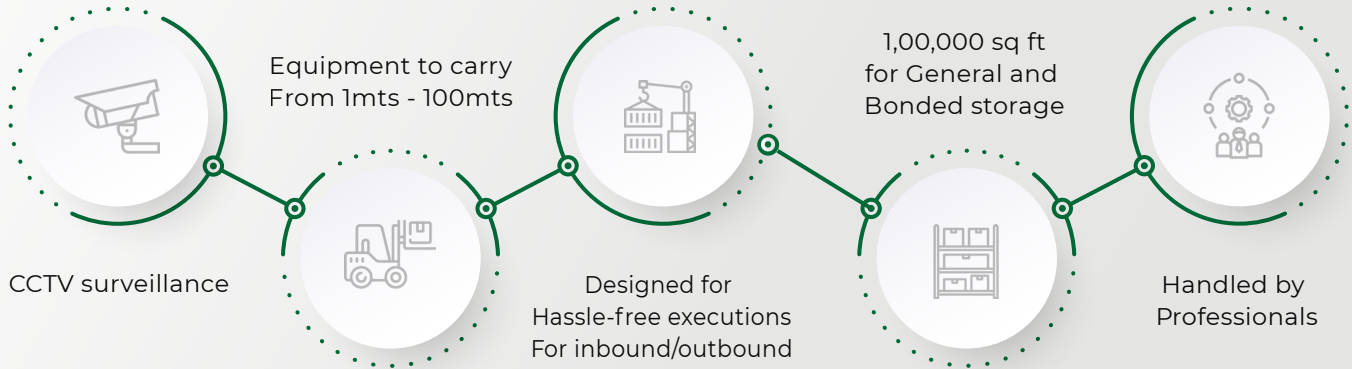 CCTV surveillance
Equipment to carry
From 1mts - 100mts
Designed for
Hassle-free executions
For inbound/outbound
1,00,000 sq ft
for General and
Bonded storage
Handled by
Professionals